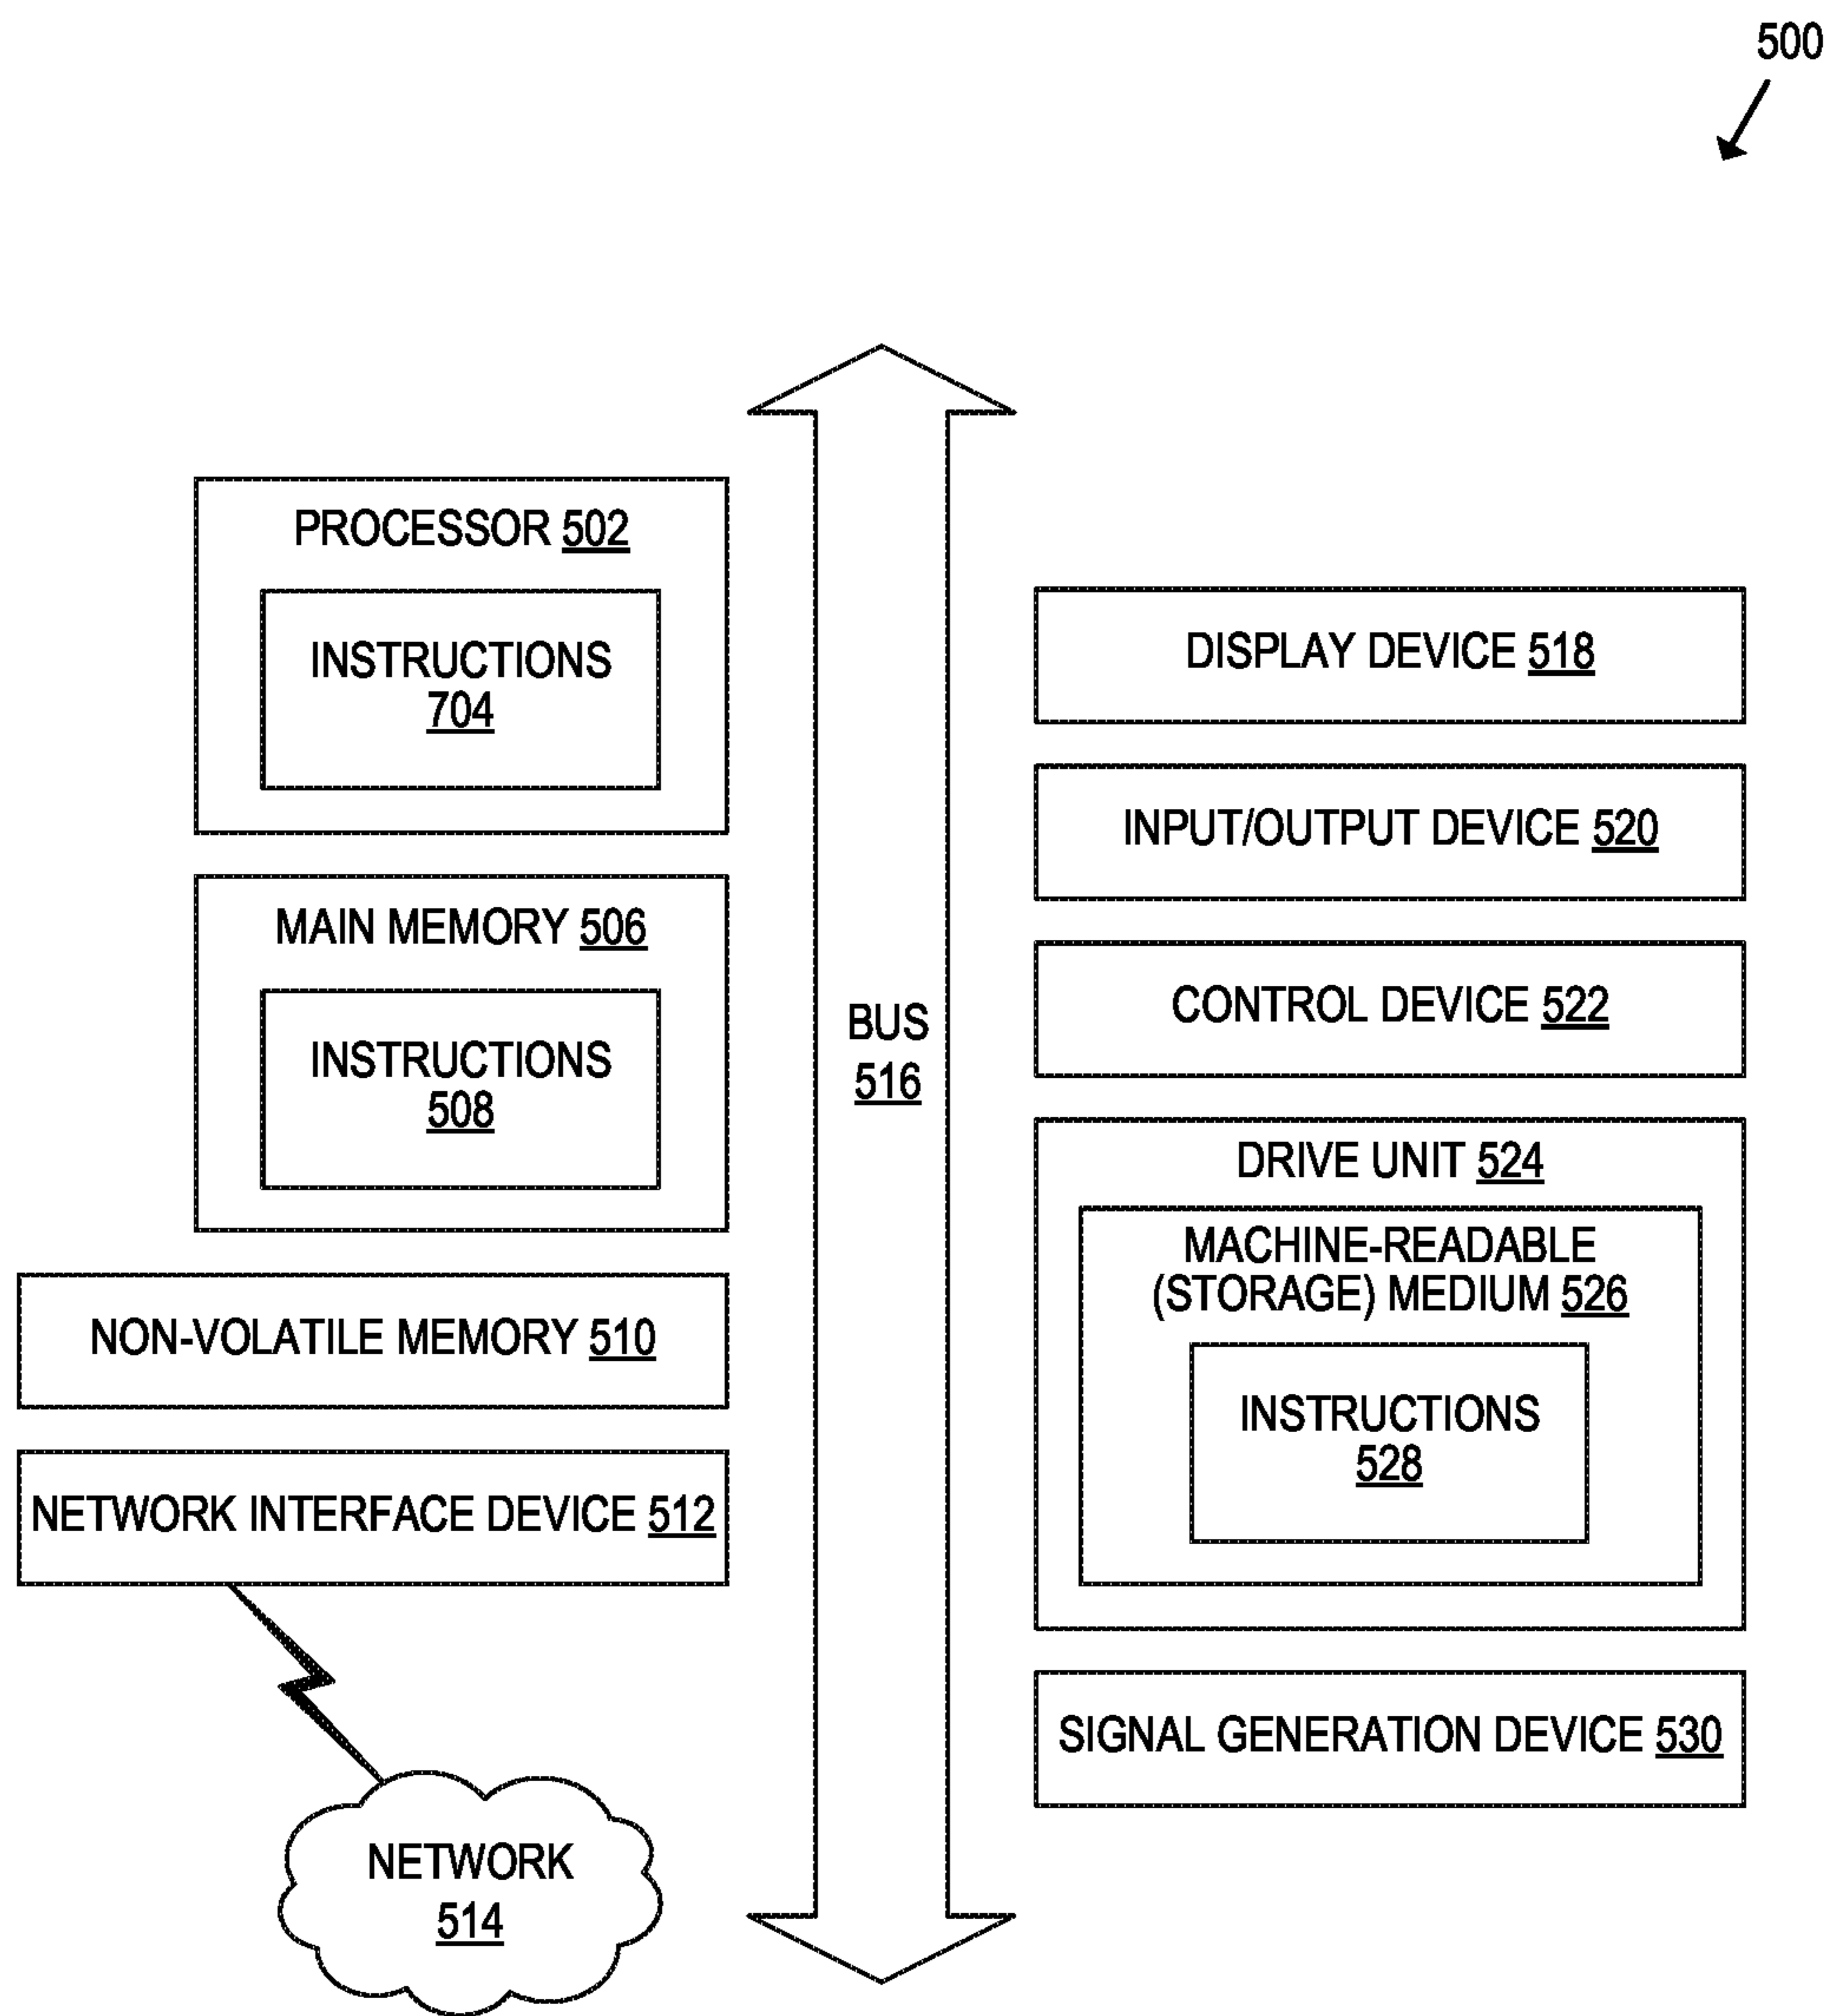 500
PROCESSOR 502
INSTRUCTIONS
704
MAIN MEMORY 506
INSTRUCTIONS
508
NON-VOLATILE MEMORY 510
NETWORK INTERFACE DEVICE 512
NETWORK
514
BUS
516
DISPLAY DEVICE 518
INPUT/OUTPUT DEVICE 520
CONTROL DEVICE 522
DRIVE UNIT 524
MACHINE-READABLE
(STORAGE) MEDIUM 526
INSTRUCTIONS
528
SIGNAL GENERATION DEVICE 530